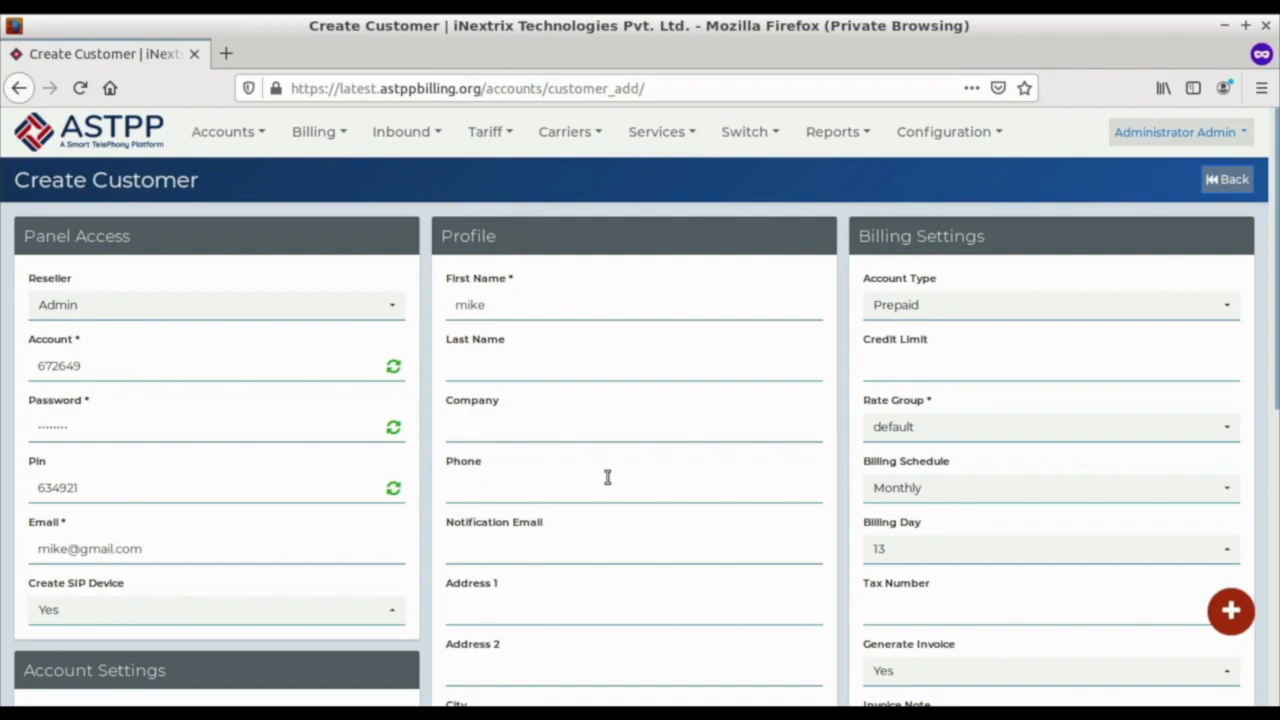 Create Customer | iNextrix Technologies Pvt. Ltd. - Mozilla Firefox (Private Browsing)
Create Customer | iNext
https://latest.astppbilling.org/accounts/customer_add/
ASTPP
A Smart TelePhony Platform
Accounts
Billing
Inbound
Tariff
Carriers
Services
Switch
Reports
Configuration
Administrator Admin
Create Customer
Back
Panel Access
Reseller
Admin
Account *
672649
Password *
········
Pin
634921
Email *
mike@gmail.com
Create SIP Device
Yes
Account Settings
Profile
First Name *
mike
Last Name
Company
Phone
Notification Email
Address 1
Address 2
City
Billing Settings
Account Type
Prepaid
Credit Limit
Rate Group *
default
Billing Schedule
Monthly
Billing Day
13
Tax Number
Generate Invoice
Yes
Invoice Note